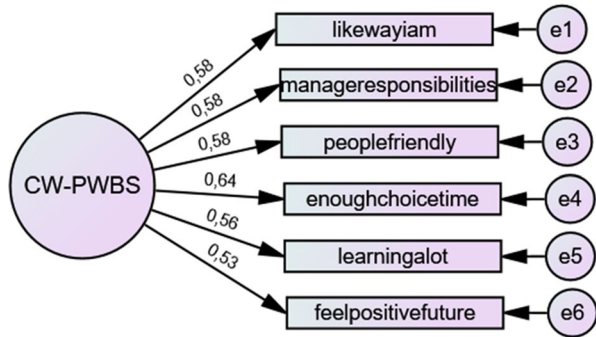 likewayiam
e1
0,58
manageresponsibilities
e2
0,58
peoplefriendly
e3
0,58
CW-PWBS
enoughchoicetime
e4
0,64
learningalot
e5
0,56
feelpositivefuture
e6
0,53